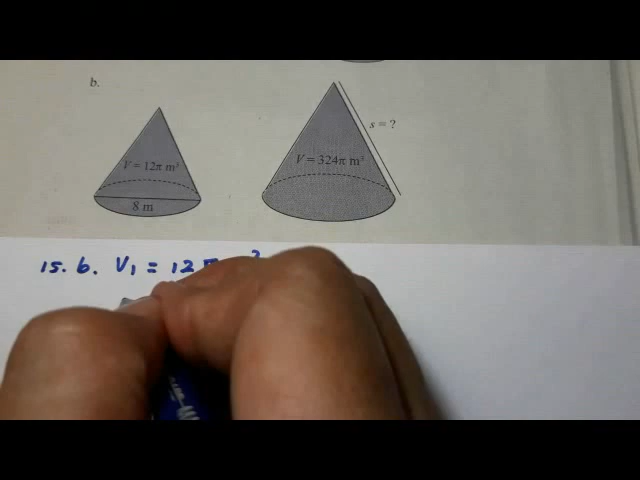 b.
s = ?
V = 12π m³
V = 324π m³
8 m
15. b. V₁ = 12 π